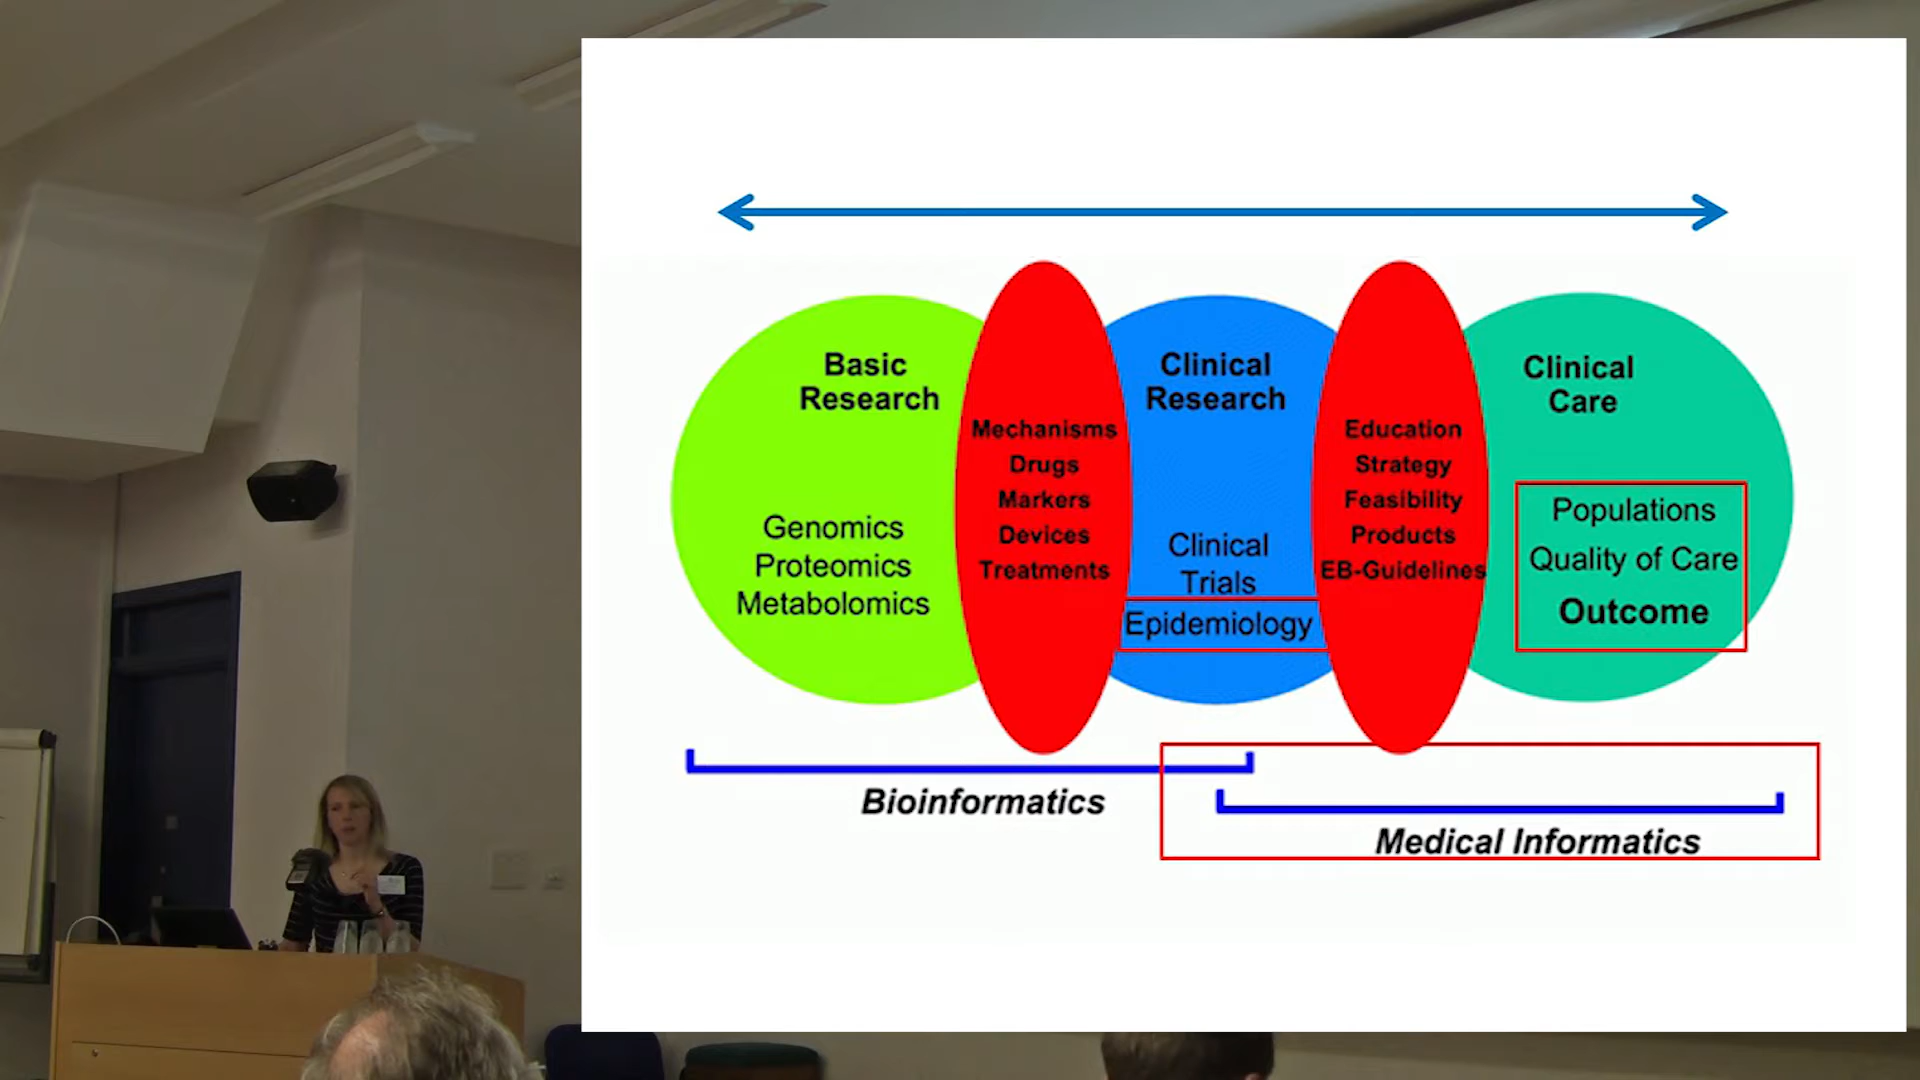 Basic
Research
Genomics
Proteomics
Metabolomics
Mechanisms
Drugs
Markers
Devices
Treatments
Clinical
Research
Clinical
Trials
Epidemiology
Education
Strategy
Feasibility
Products
EB-Guidelines
Clinical
Care
Populations
Quality of Care
Outcome
Bioinformatics
Medical Informatics